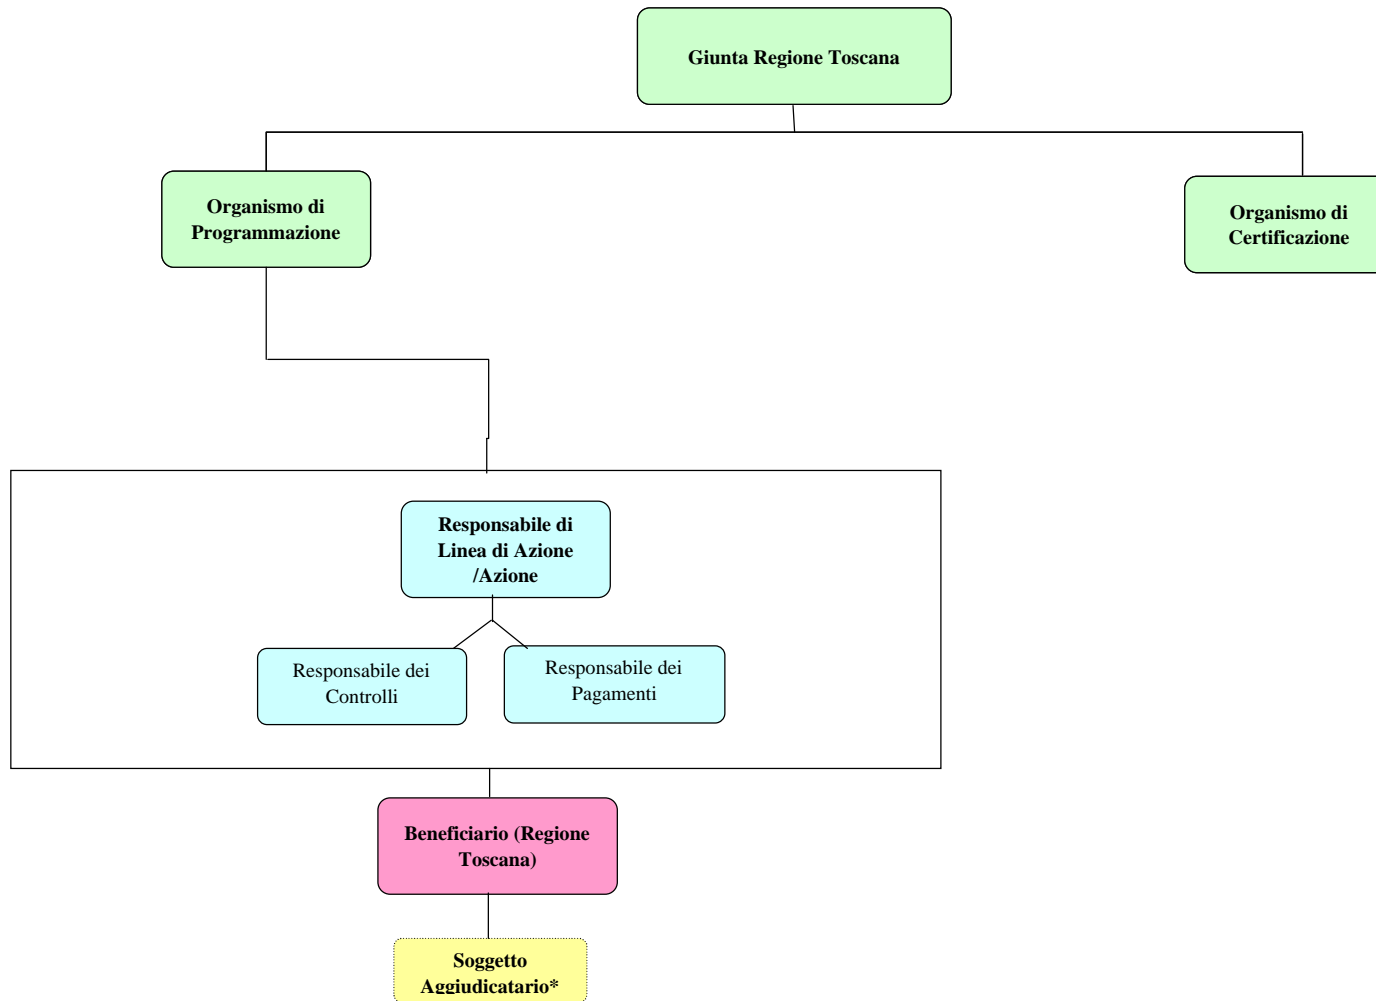 Giunta Regione Toscana
Organismo di
Programmazione
Organismo di
Certificazione
Responsabile di
Linea di Azione
/Azione
Responsabile dei
Controlli
Responsabile dei
Pagamenti
Beneficiario (Regione
Toscana)
Soggetto
Aggiudicatario*